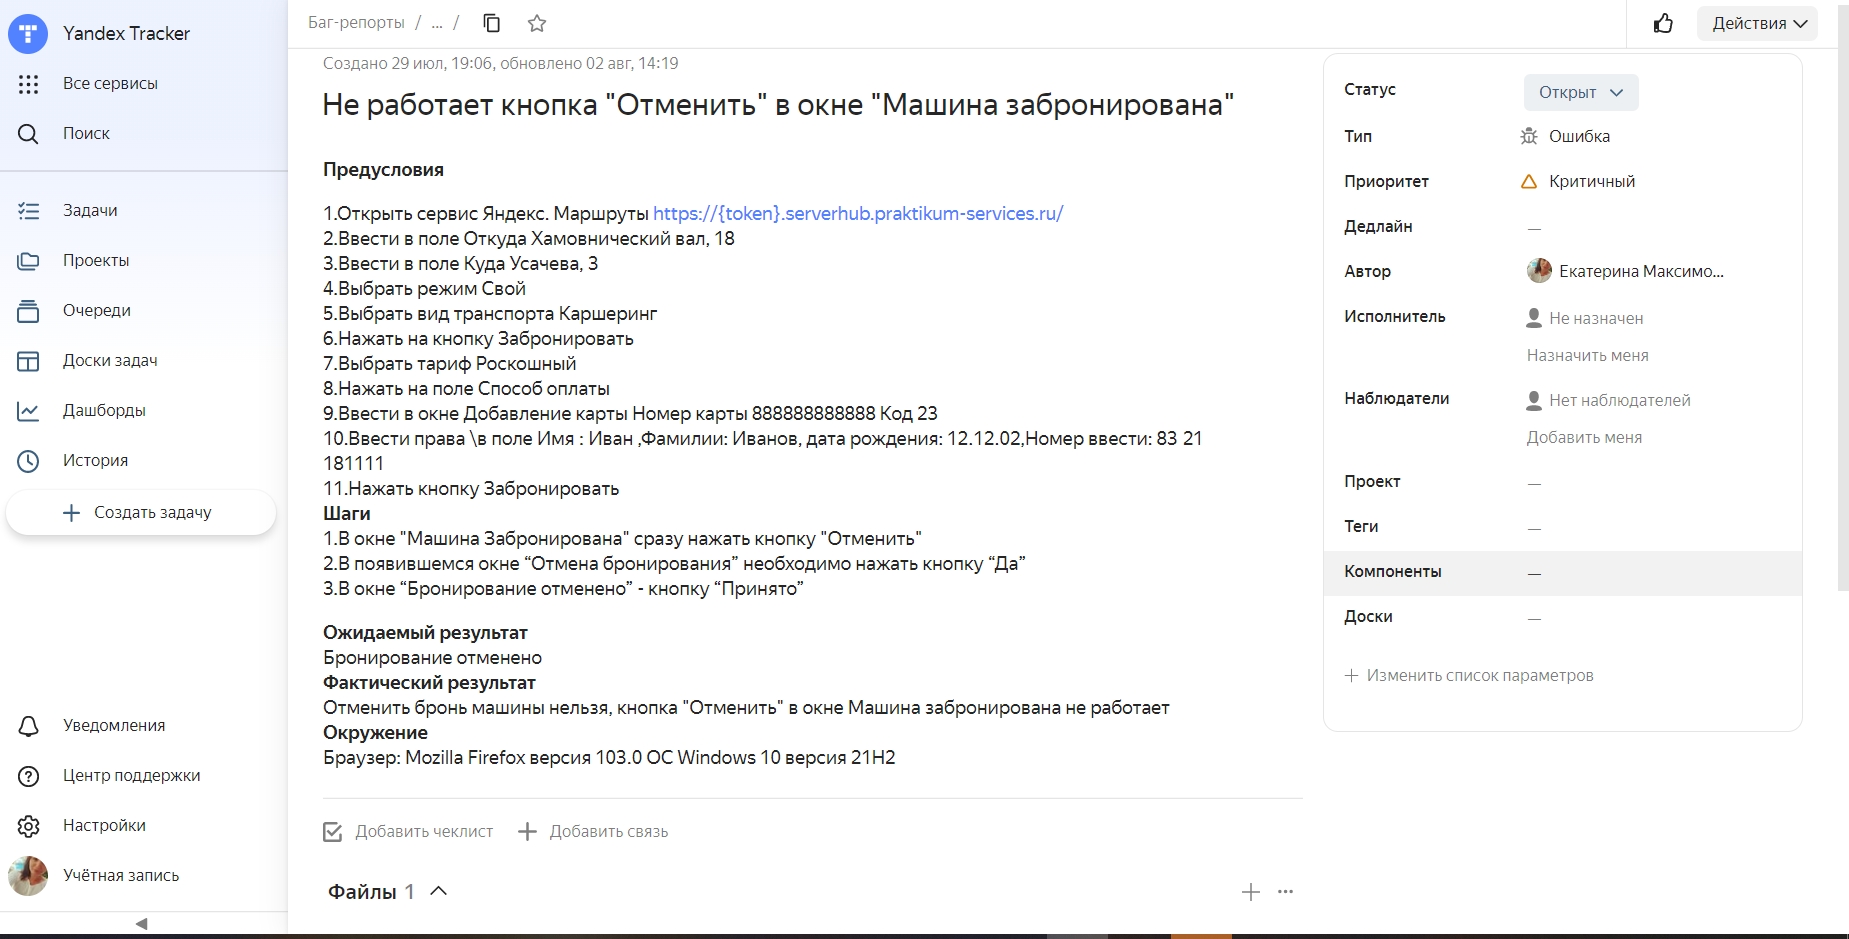 Yandex Tracker
Все сервисы
Поиск
Задачи
Проекты
Очереди
Доски задач
Дашборды
История
Создать задачу
Уведомления
Центр поддержки
Настройки
Учётная запись
Баг-репорты / ... /
Действия
Создано 29 июл, 19:06, обновлено 02 авг, 14:19
Не работает кнопка "Отменить" в окне "Машина забронирована"
Предусловия
1.Открыть сервис Яндекс. Маршруты https://{token}.serverhub.praktikum-services.ru/
2.Ввести в поле Откуда Хамовнический вал, 18
3.Ввести в поле Куда Усачева, 3
4.Выбрать режим Свой
5.Выбрать вид транспорта Каршеринг
6.Нажать на кнопку Забронировать
7.Выбрать тариф Роскошный
8.Нажать на поле Способ оплаты
9.Ввести в окне Добавление карты Номер карты 888888888888 Код 23
10.Ввести права \в поле Имя : Иван ,Фамилии: Иванов, дата рождения: 12.12.02,Номер ввести: 83 21
181111
11.Нажать кнопку Забронировать
Шаги
1.В окне "Машина Забронирована" сразу нажать кнопку "Отменить"
2.В появившемся окне “Отмена бронирования” необходимо нажать кнопку “Да”
3.В окне “Бронирование отменено” - кнопку “Принято”
Ожидаемый результат
Бронирование отменено
Фактический результат
Отменить бронь машины нельзя, кнопка "Отменить" в окне Машина забронирована не работает
Окружение
Браузер: Mozilla Firefox версия 103.0 ОС Windows 10 версия 21H2
Добавить чеклист
Добавить связь
Файлы 1
Статус
Открыт
Тип
Ошибка
Приоритет
Критичный
Дедлайн
—
Автор
Екатерина Максимо...
Исполнитель
Не назначен
Назначить меня
Наблюдатели
Нет наблюдателей
Добавить меня
Проект
—
Теги
—
Компоненты
—
Доски
—
Изменить список параметров